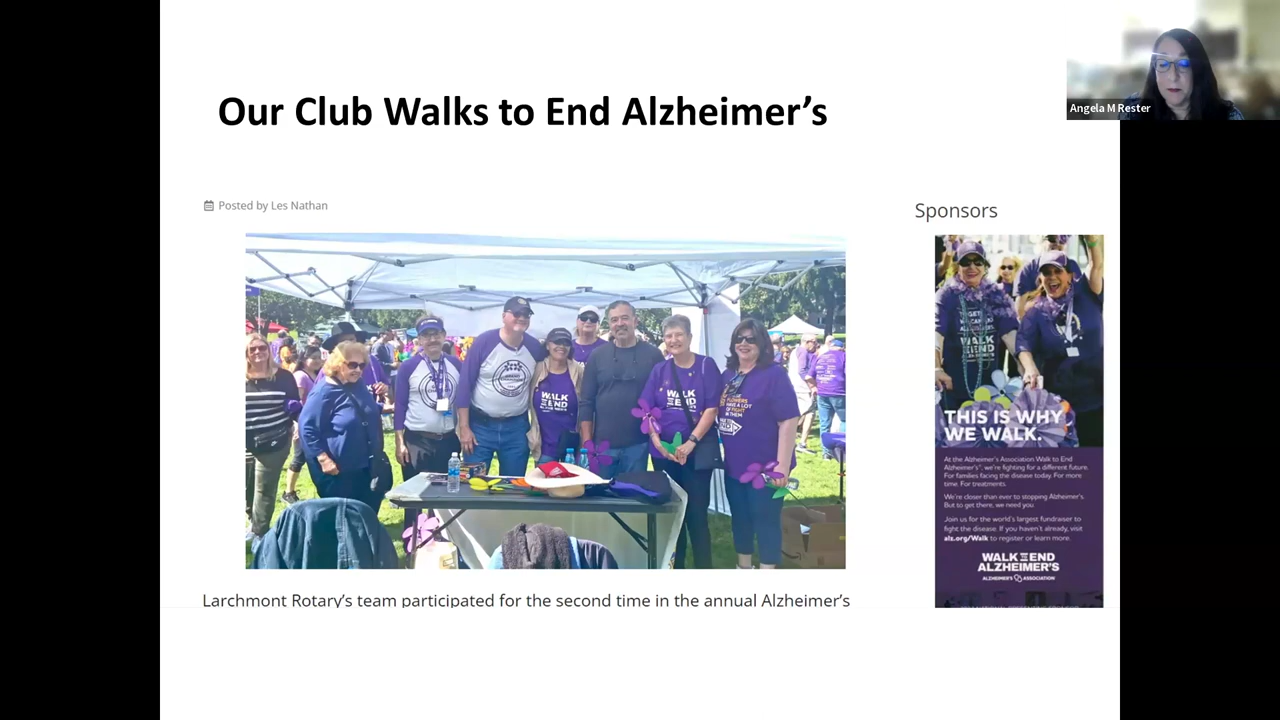 Our Club Walks to End Alzheimer's
Angela M Rester
Posted by Les Nathan
Sponsors
WALK
TO
END
THIS IS WHY
WE WALK.
At the Alzheimer's Association Walk to End
Alzheimer's®, we're fighting for a different future.
For families facing the disease today. For more
time. For treatments.
We're closer than ever to stopping Alzheimer's.
But to get there, we need you.
Join us for the world's largest fundraiser to
fight the disease. If you haven't already, visit
alz.org/Walk to register or learn more.
WALK TO END
ALZHEIMER'S
ALZHEIMER'S ASSOCIATION
Larchmont Rotary's team participated for the second time in the annual Alzheimer's